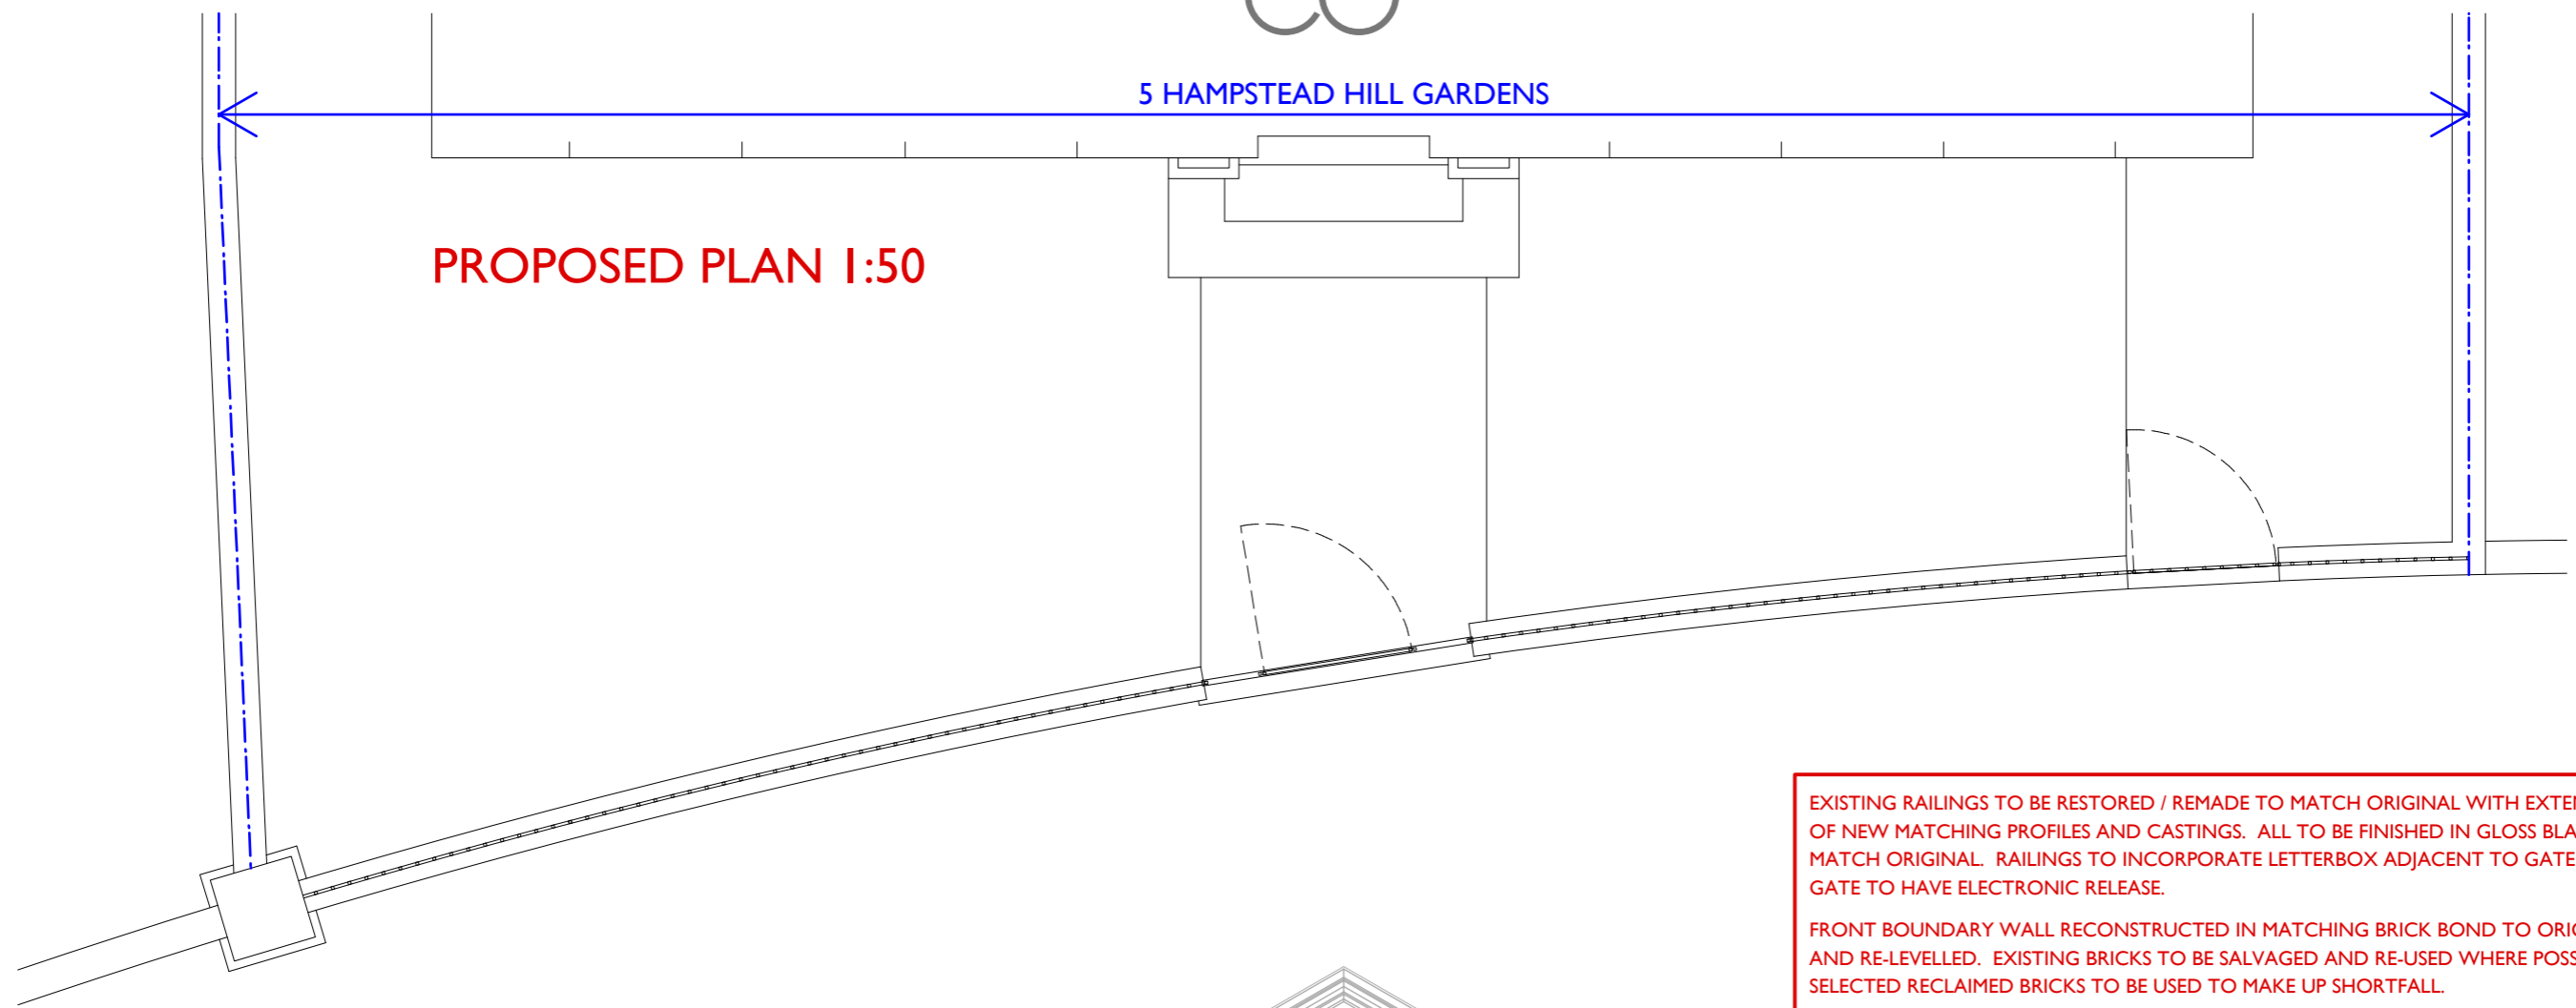 5 HAMPSTEAD HILL GARDENS
PROPOSED PLAN 1:50
EXISTING RAILINGS TO BE RESTORED / REMADE TO MATCH ORIGINAL WITH
OF NEW MATCHING PROFILES AND CASTINGS. ALL TO BE FINISHED IN GLOSS
MATCH ORIGINAL. RAILINGS TO INCORPORATE LETTERBOX ADJACENT TO GATE
GATE TO HAVE ELECTRONIC RELEASE.
FRONT BOUNDARY WALL RECONSTRUCTED IN MATCHING BRICK BOND TO
AND RE-LEVELLED. EXISTING BRICKS TO BE SALVAGED AND RE-USED WHERE
SELECTED RECLAIMED BRICKS TO BE USED TO MAKE UP SHORTFALL.